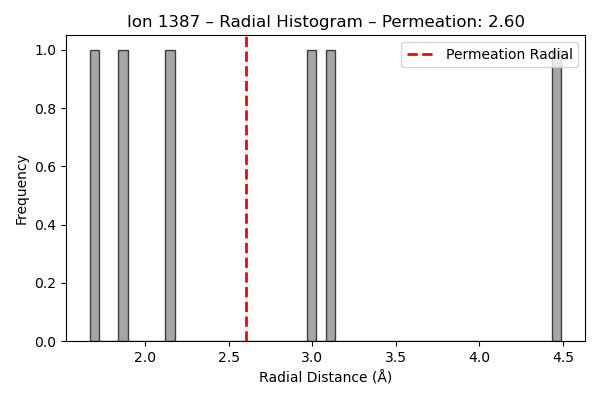 Ion 1387 – Radial Histogram – Permeation: 2.60
Permeation Radial
1.0
0.8
0.6
0.4
0.2
0.0
Frequency
2.0 2.5 3.0 3.5 4.0 4.5
Radial Distance (Å)